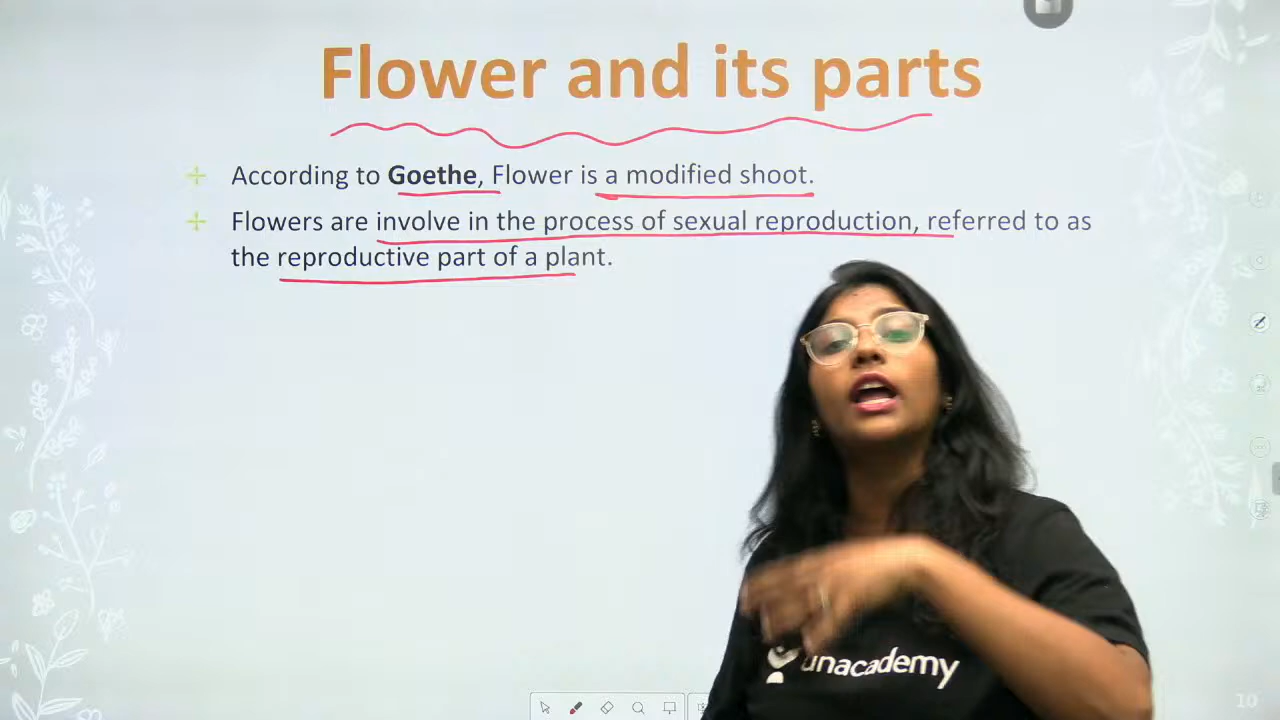 Flower and its parts
According to Goethe, Flower is a modified shoot.
Flowers are involve in the process of sexual reproduction, referred to as
the reproductive part of a plant.
unacademy
10